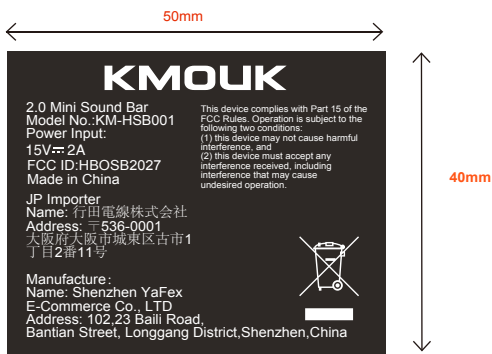 50mm
KMOUK
2.0 Mini Sound Bar
Model No.:KM-HSB001
Power Input:
15V⎓2A
FCC ID:HBOSB2027
Made in China
This device complies with Part 15 of the
FCC Rules. Operation is subject to the
following two conditions:
(1) this device may not cause harmful
interference, and
(2) this device must accept any
interference received, including
interference that may cause
undesired operation.
JP Importer
Name: 行田電線株式会社
Address: 〒536-0001
大阪府大阪市城東区古市1
丁目2番11号
Manufacture:
Name: Shenzhen YaFex
E-Commerce Co., LTD
Address: 102,23 Baili Road,
Bantian Street, Longgang District,Shenzhen,China
40mm